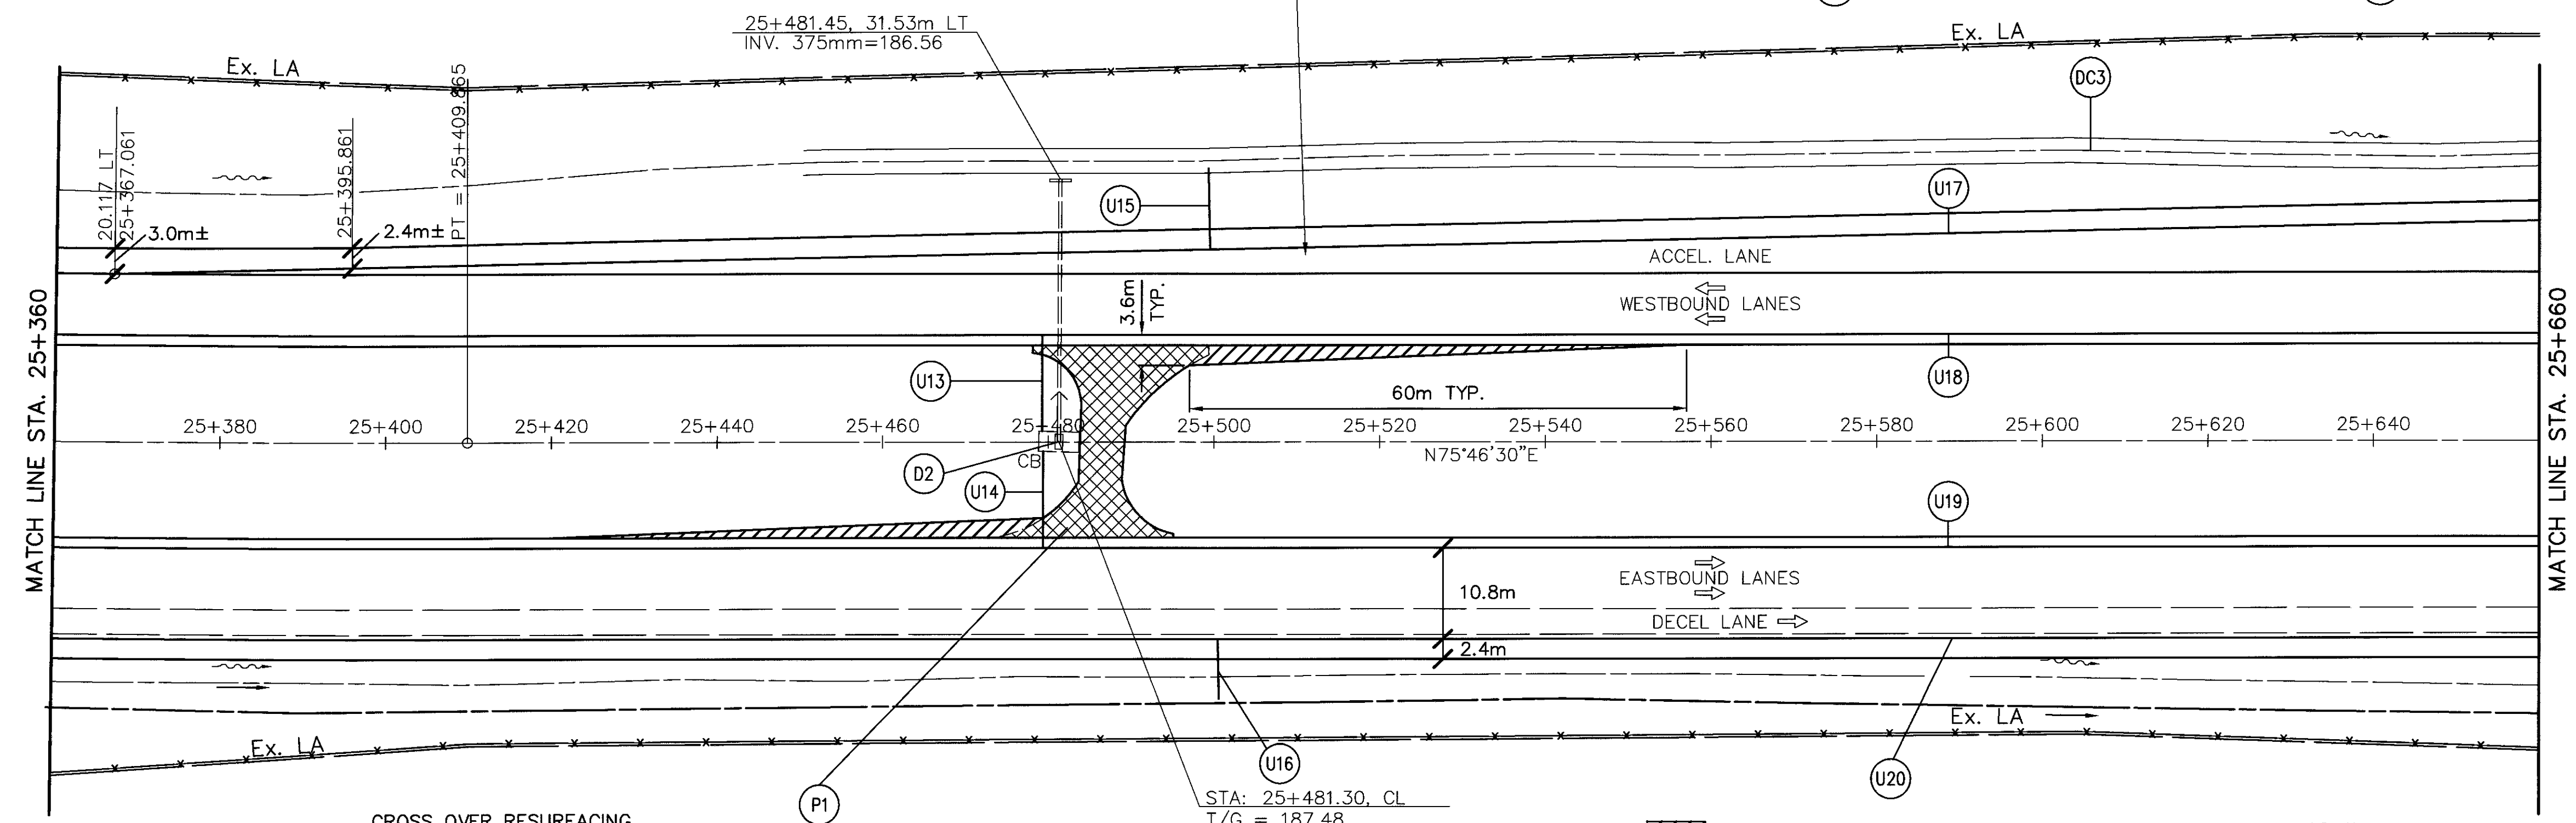 25+481.45, 31.53m LT
INV. 375mm=186.56
Ex. LA
Ex. LA
DC3
20.117 LT
25+367.061
25+395.861
PT = 25+409.865
3.0m±
2.4m±
U15
U17
ACCEL. LANE
WESTBOUND LANES
3.6m
TYP.
MATCH LINE STA. 25+360
MATCH LINE STA. 25+660
U13
U18
60m TYP.
25+380
25+400
25+420
25+440
25+460
25+480
25+500
25+520
25+540
25+560
25+580
25+600
25+620
25+640
N75°46'30"E
CB
D2
U14
U19
EASTBOUND LANES
10.8m
DECEL LANE
2.4m
Ex. LA
Ex. LA
U16
U20
P1
STA: 25+481.30, CL
T/G = 187.48
CROSS OVER RESURFACING